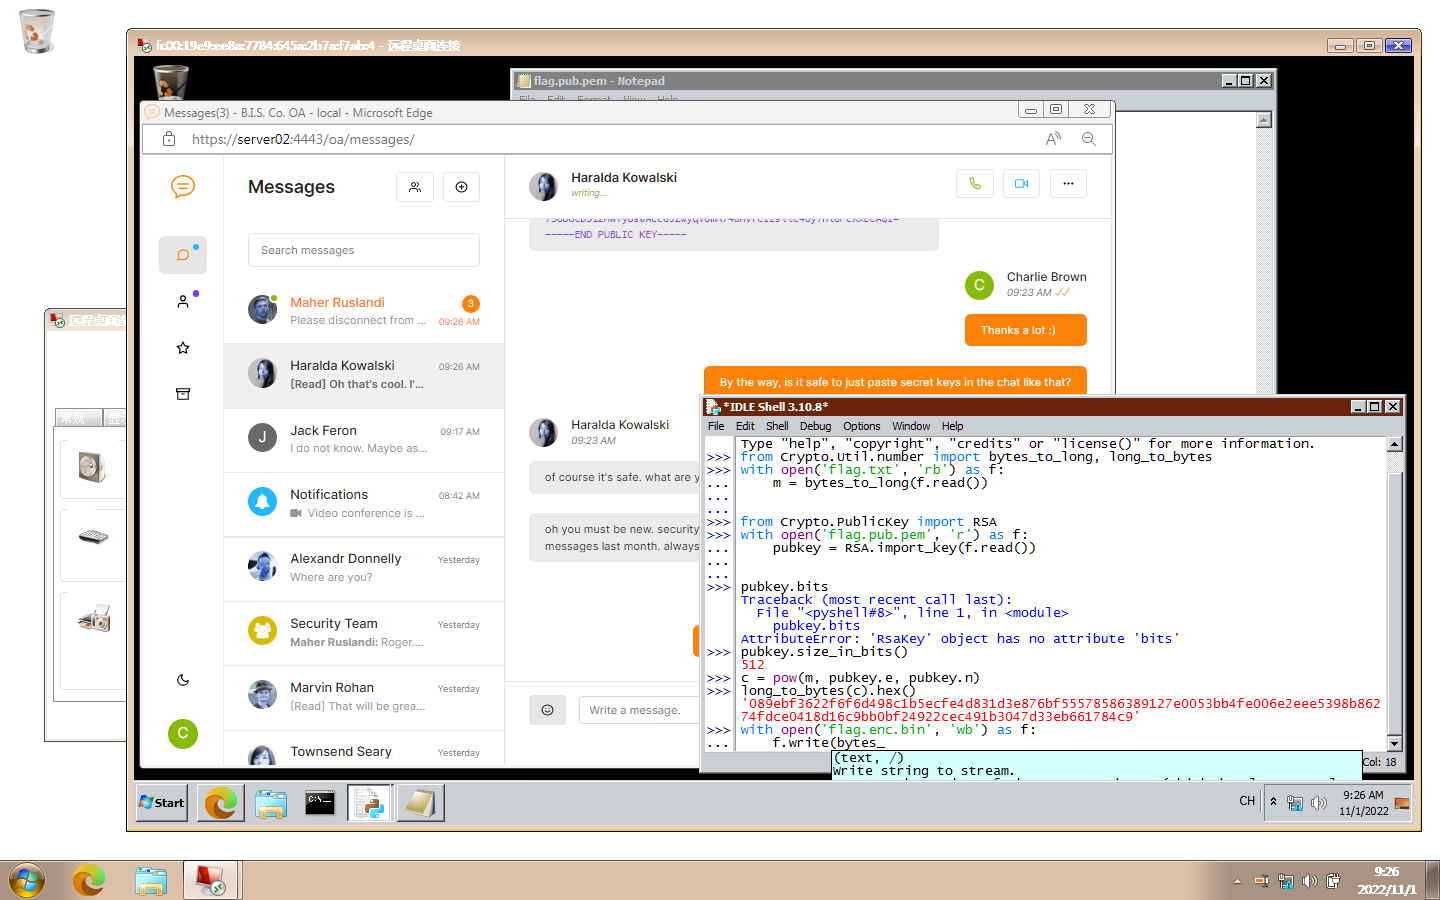 fc00:19e9:ee8a:7784:645a:2b7a:f7ab:4 - 远程桌面连接
flag.pub.pem - Notepad
File Edit Format View Help
Messages(3) - B.I.S. Co. OA - local - Microsoft Edge
https://server02:4443/oa/messages/
Messages
Search messages
Maher Ruslandi
3
Please disconnect from ...
09:26 AM
Haralda Kowalski
09:26 AM
[Read] Oh that's cool. I'...
J
Jack Feron
09:17 AM
I do not know. Maybe as...
Notifications
08:42 AM
Video conference is ...
Alexandr Donnelly
Yesterday
Where are you?
Security Team
Yesterday
Maher Ruslandi: Roger....
Marvin Rohan
Yesterday
[Read] That will be grea...
Townsend Seary
Yesterday
C
Haralda Kowalski
writing...
-----END PUBLIC KEY-----
C
Charlie Brown
09:23 AM
Thanks a lot :)
By the way, is it safe to just paste secret keys in the chat like that?
Haralda Kowalski
09:23 AM
of course it's safe. what are y
oh you must be new. security
messages last month. always
Write a message.
*IDLE Shell 3.10.8*
File Edit Shell Debug Options Window Help
Type "help", "copyright", "credits" or "license()" for more information.
>>> from Crypto.Util.number import bytes_to_long, long_to_bytes
>>> with open('flag.txt', 'rb') as f:
... m = bytes_to_long(f.read())
...
...
>>> from Crypto.PublicKey import RSA
>>> with open('flag.pub.pem', 'r') as f:
... pubkey = RSA.import_key(f.read())
...
...
>>> pubkey.bits
Traceback (most recent call last):
File "<pyshell#8>", line 1, in <module>
pubkey.bits
AttributeError: 'RsaKey' object has no attribute 'bits'
>>> pubkey.size_in_bits()
512
>>> c = pow(m, pubkey.e, pubkey.n)
>>> long_to_bytes(c).hex()
'089ebf3622f6f6d498c1b5ecfe4d831d3e876bf55578586389127e0053bb4fe006e2eee5398b862
74fdce0418d16c9bb0bf24922cec491b3047d33eb661784c9'
>>> with open('flag.enc.bin', 'wb') as f:
... f.write(bytes_
(text, /)
Write string to stream.
Col: 18
远程桌面连
常规
显
Start
C:\
CH
9:26 AM
11/1/2022
9:26
2022/11/1